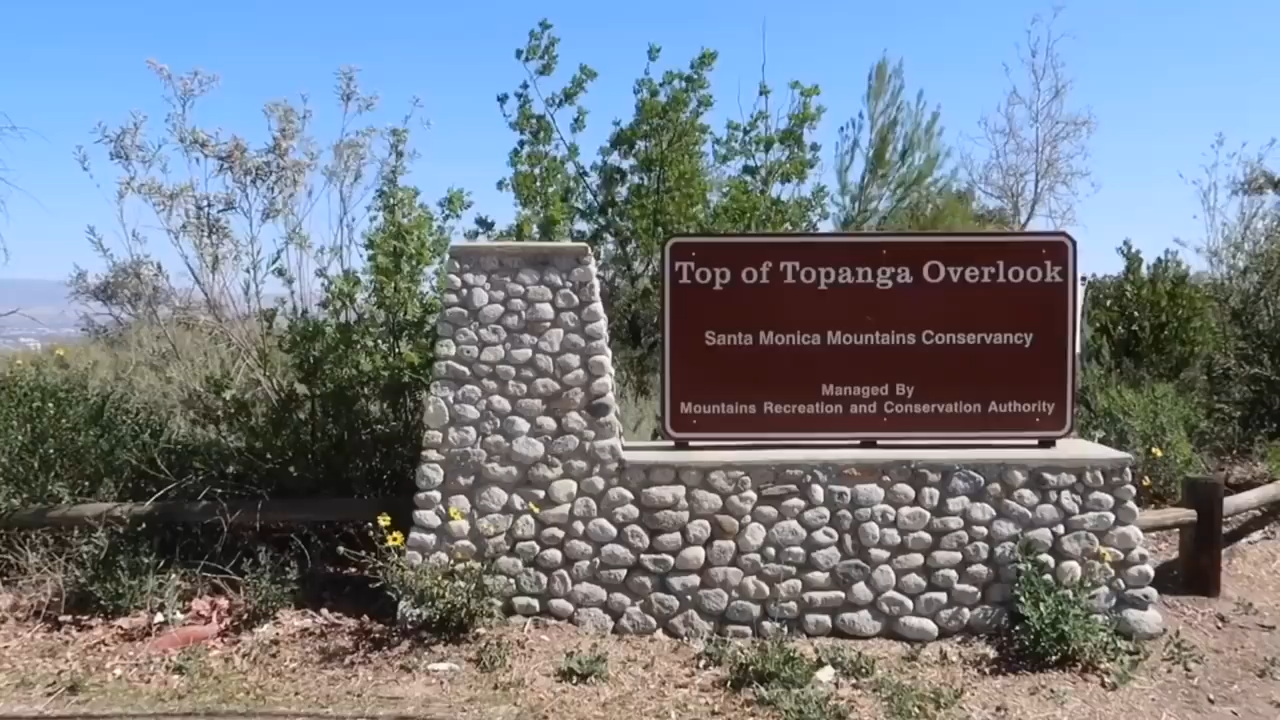 Top of Topanga Overlook
Santa Monica Mountains Conservancy
Managed By
Mountains Recreation and Conservation Authority